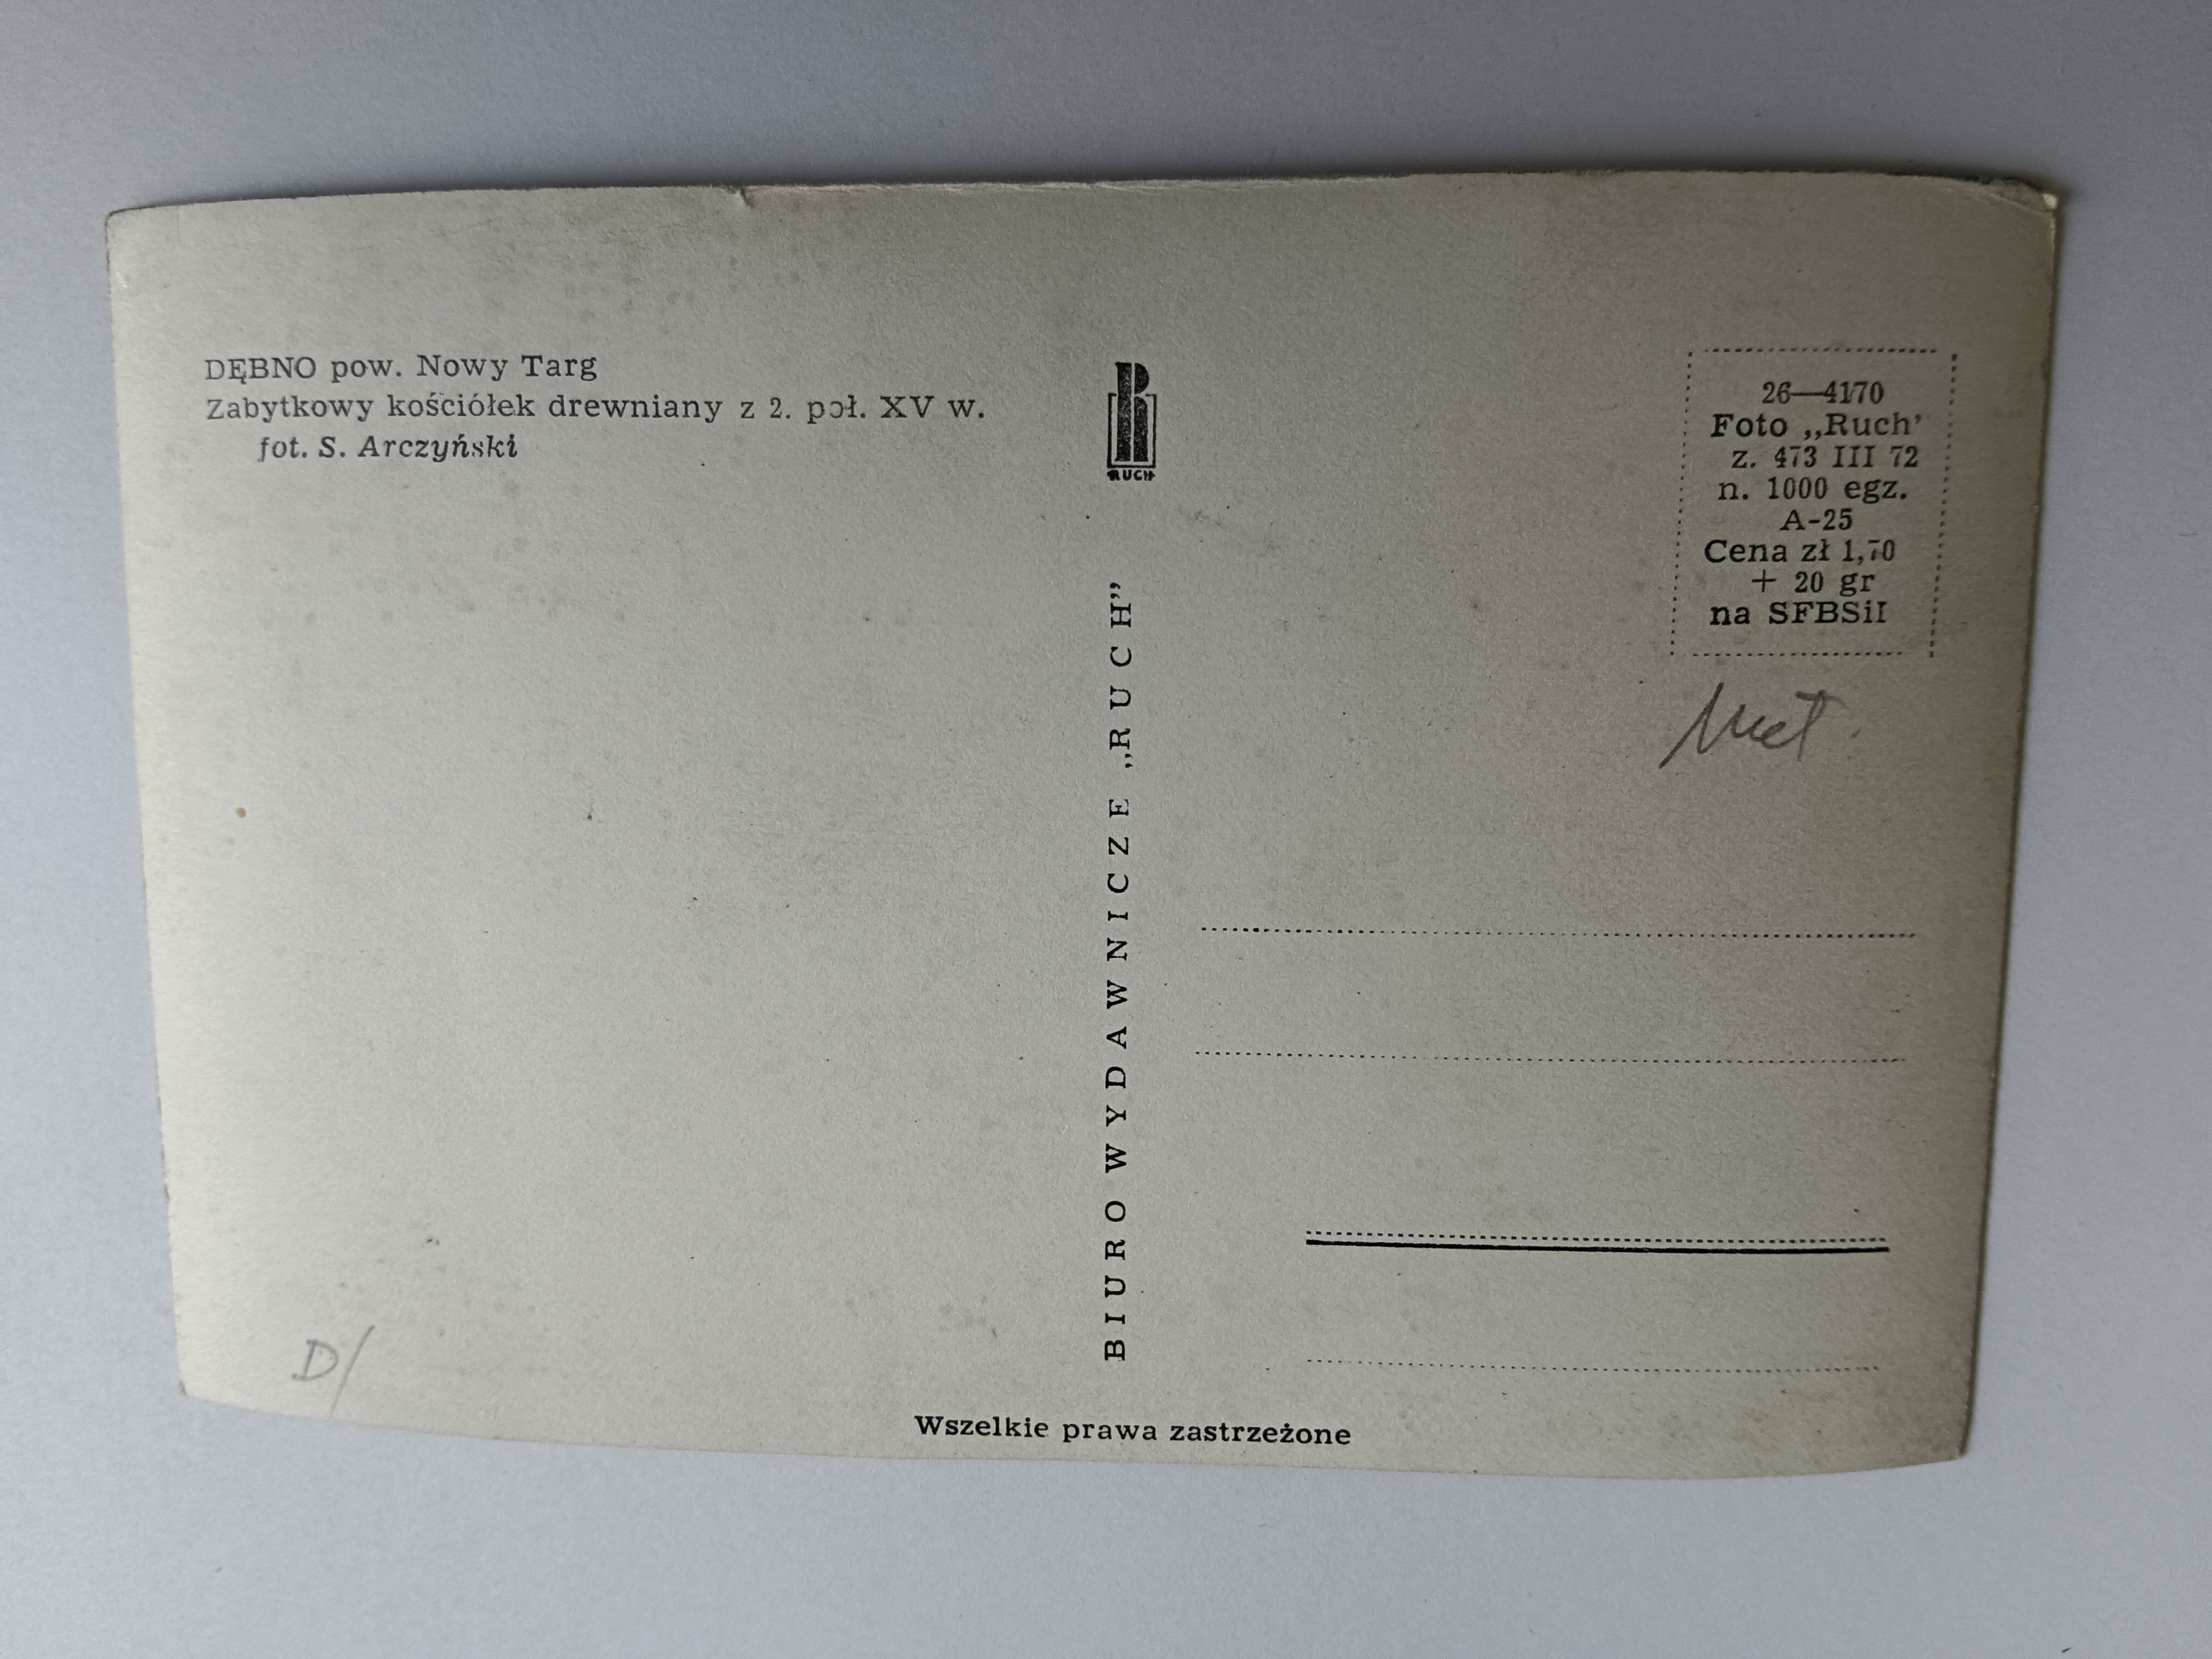 DĘBNO pow. Nowy Targ
Zabytkowy kościółek drewniany z 2. poł. XV w.
fot. S. Arczyński
RUCH
BIURO WYDAWNICZE „RUCH”
26—4170
Foto „Ruch’
z. 473 III 72
n. 1000 egz.
A-25
Cena zł 1,70
+ 20 gr
na SFBSiI
D/
Wszelkie prawa zastrzeżone